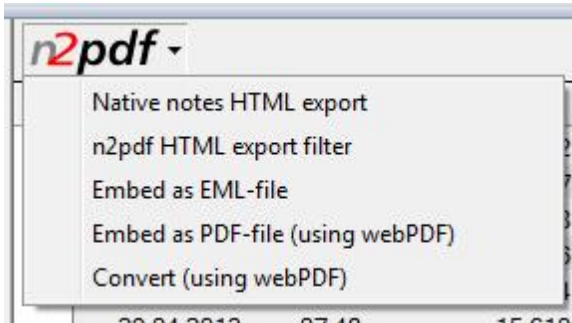 n2pdf
Native notes HTML export
n2pdf HTML export filter
Embed as EML-file
Embed as PDF-file (using webPDF)
Convert (using webPDF)